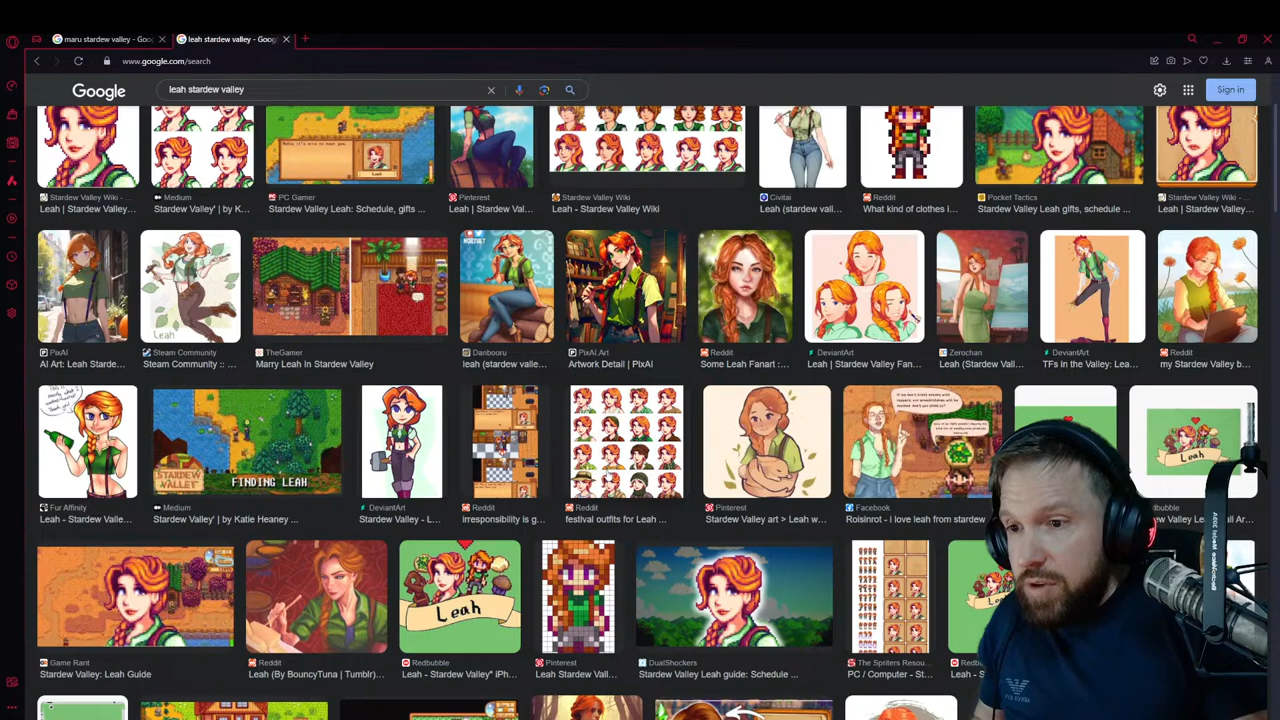 maru stardew valley - Goo
leah stardew valley - Goog
www.google.com/search
Google
leah stardew valley
Sign in
Stardew Valley Wiki - ...
Medium
PC Gamer
Pinterest
Stardew Valley Wiki
Civitai
Reddit
Pocket Tactics
Stardew Valley Wiki - ...
Leah | Stardew Valley...
Stardew Valley' | by K...
Stardew Valley Leah: Schedule, gifts ...
Leah | Stardew Val...
Leah - Stardew Valley Wiki
Leah (stardew vall...
What kind of clothes i...
Stardew Valley Leah gifts, schedule ...
Leah | Stardew Valley...
Leah
PixAI
Steam Community
TheGamer
Danbooru
PixAI.Art
Reddit
DeviantArt
Zerochan
DeviantArt
Reddit
AI Art: Leah Starde...
Steam Community :: ...
Marry Leah In Stardew Valley
leah (stardew valle...
Artwork Detail | PixAI
Some Leah Fanart : ...
Leah | Stardew Valley Fan...
Leah (Stardew Vall...
TFs in the Valley: Lea...
my Stardew Valley b...
STARDEW VALLEY
FINDING LEAH
Leah
Fur Affinity
Medium
DeviantArt
Reddit
Reddit
Pinterest
Facebook
Leah - Stardew Valle...
Stardew Valley' | by Katie Heaney ...
Stardew Valley - L...
irresponsibility is g...
festival outfits for Leah ...
Stardew Valley art > Leah w...
Roisinrot - i love leah from stardew
Leah
Game Rant
Reddit
Redbubble
Pinterest
DualShockers
The Spriters Resou...
Stardew Valley: Leah Guide
Leah (By BouncyTuna | Tumblr)...
Leah - Stardew Valley" iPh...
Leah Stardew Vall...
Stardew Valley Leah guide: Schedule ...
PC / Computer - St...